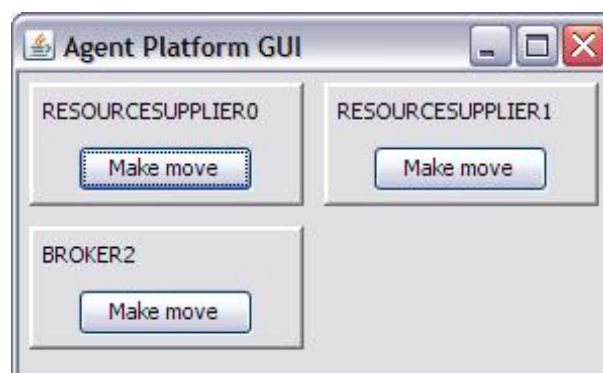 Agent Platform GUI
RESOURCESUPPLIER0
RESOURCESUPPLIER1
Make move
Make move
BROKER2
Make move